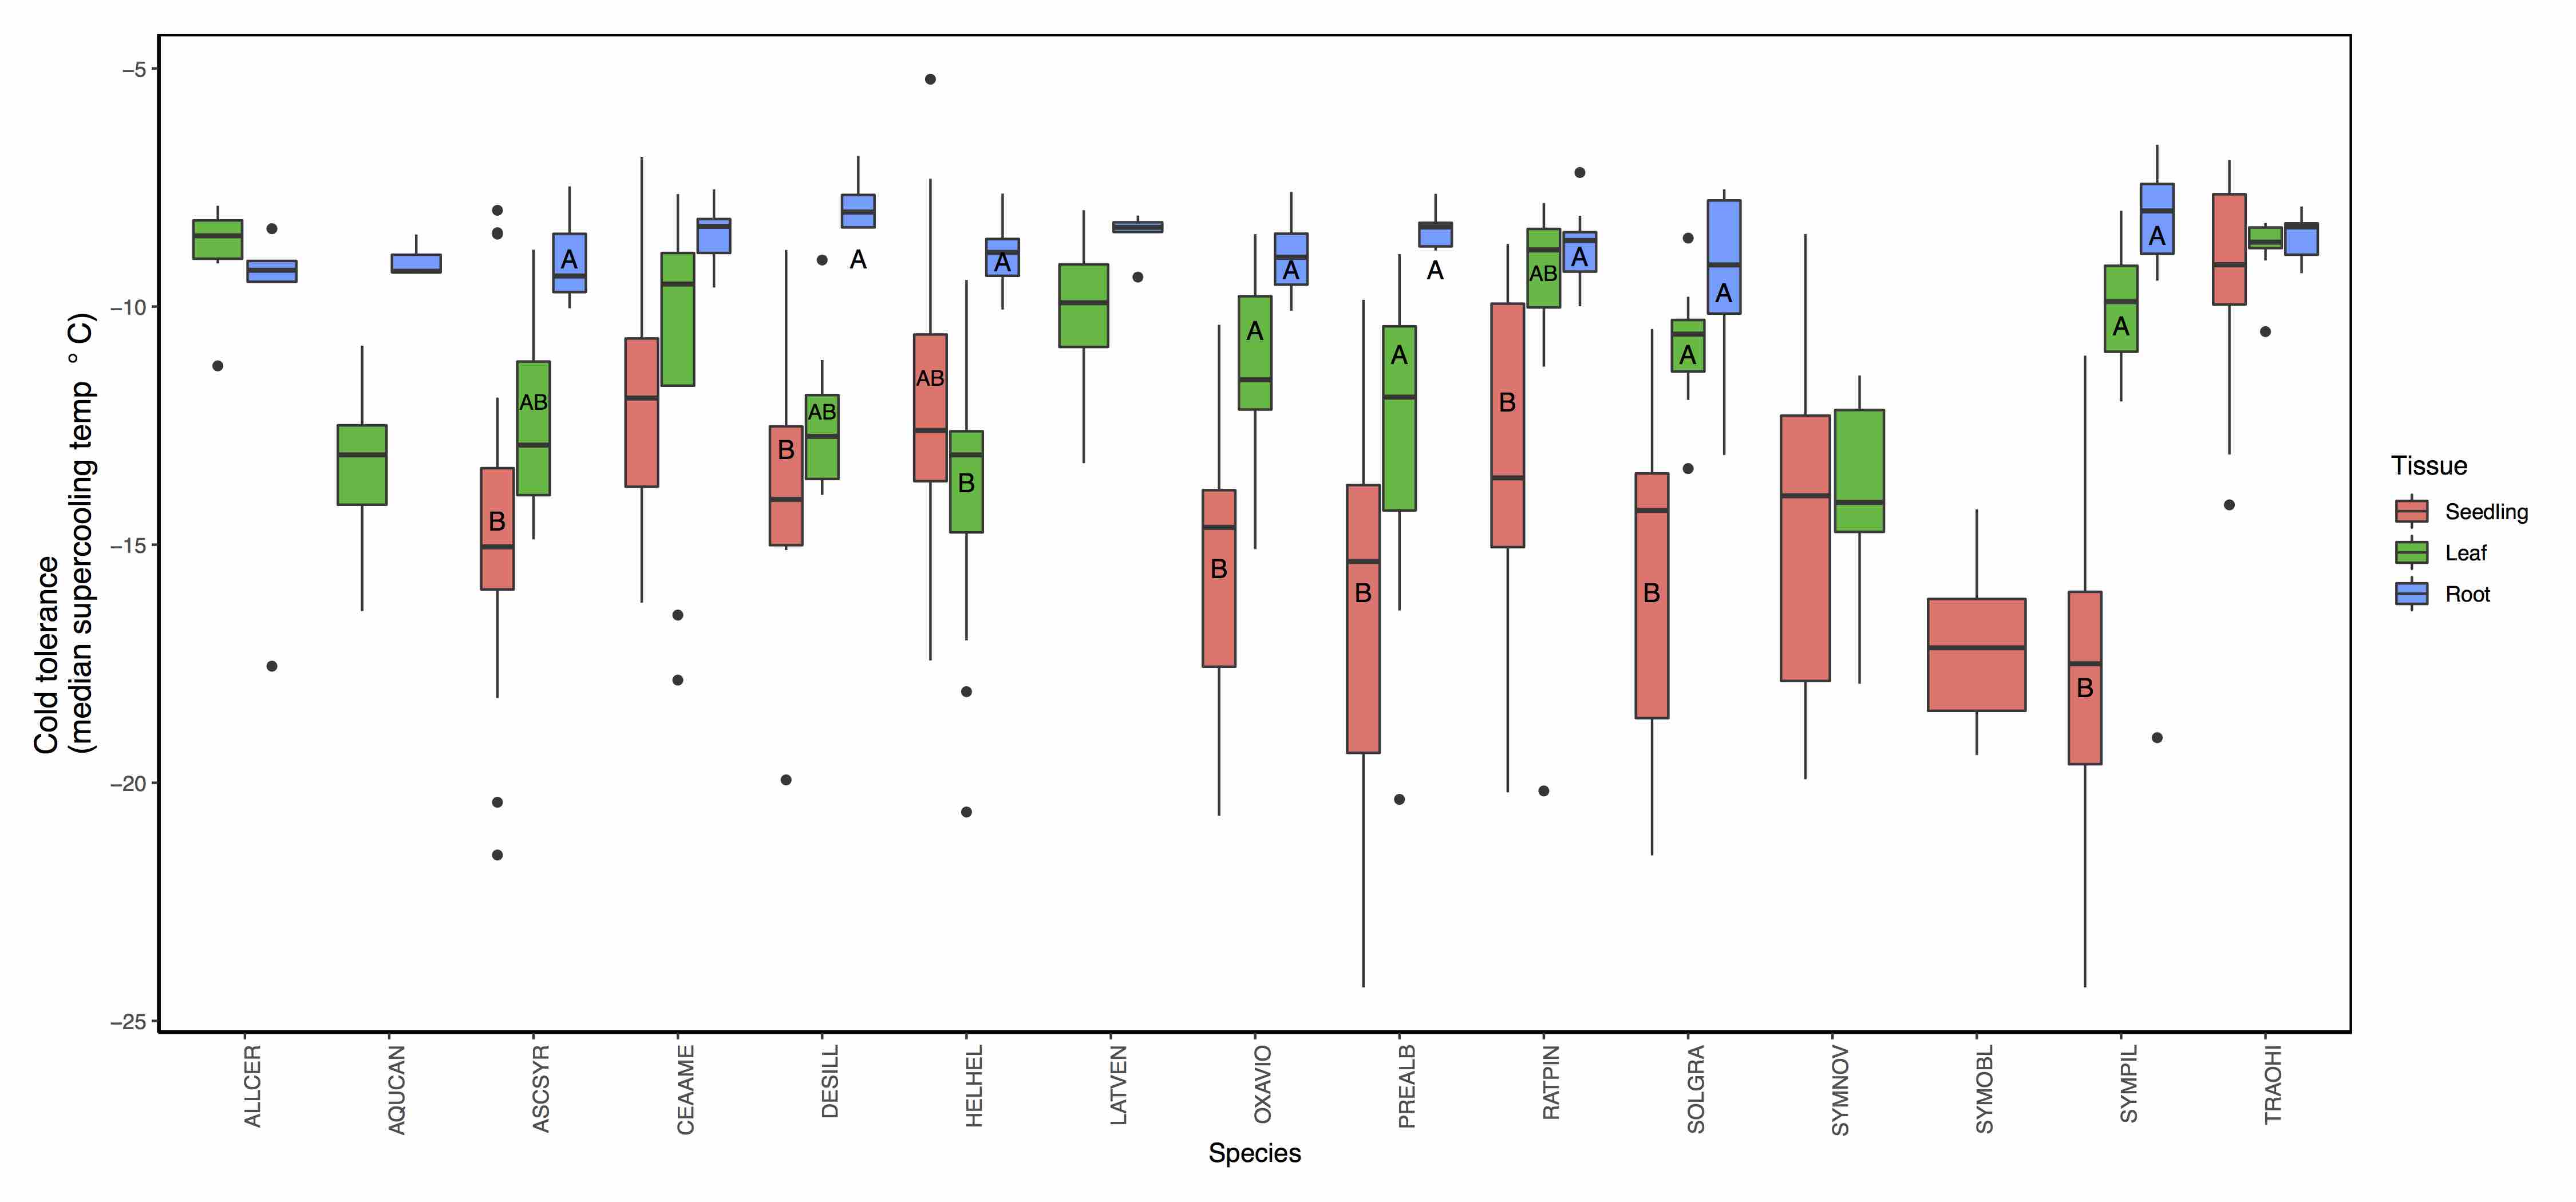 Cold tolerance
(median supercooling temp ° C)
−5
−10
−15
−20
−25
B
AB
A
B
AB
A
AB
B
A
B
A
A
B
A
A
B
AB
A
B
A
A
B
A
A
ALLCER
AQUCAN
ASCSYR
CEAAME
DESILL
HELHEL
LATVEN
OXAVIO
PREALB
RATPIN
SOLGRA
SYMNOV
SYMOBL
SYMPIL
TRAOHI
Species
Tissue
Seedling
Leaf
Root